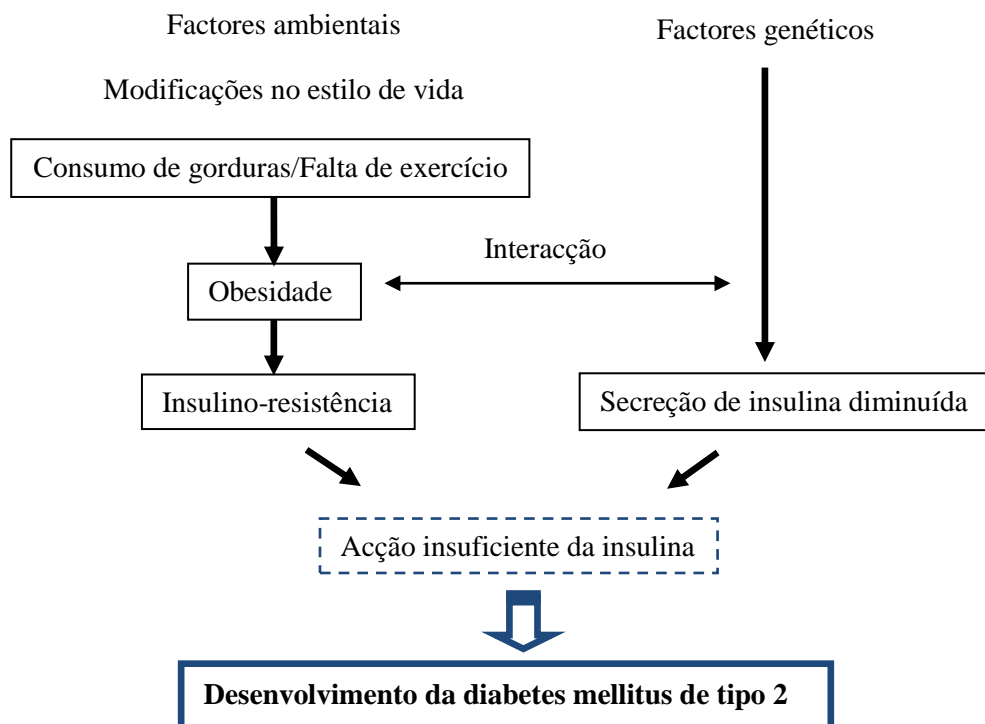 Factores ambientais
Factores genéticos
Modificações no estilo de vida
Consumo de gorduras/Falta de exercício
Interacção
Obesidade
Insulino-resistência
Secreção de insulina diminuída
Acção insuficiente da insulina
Desenvolvimento da diabetes mellitus de tipo 2